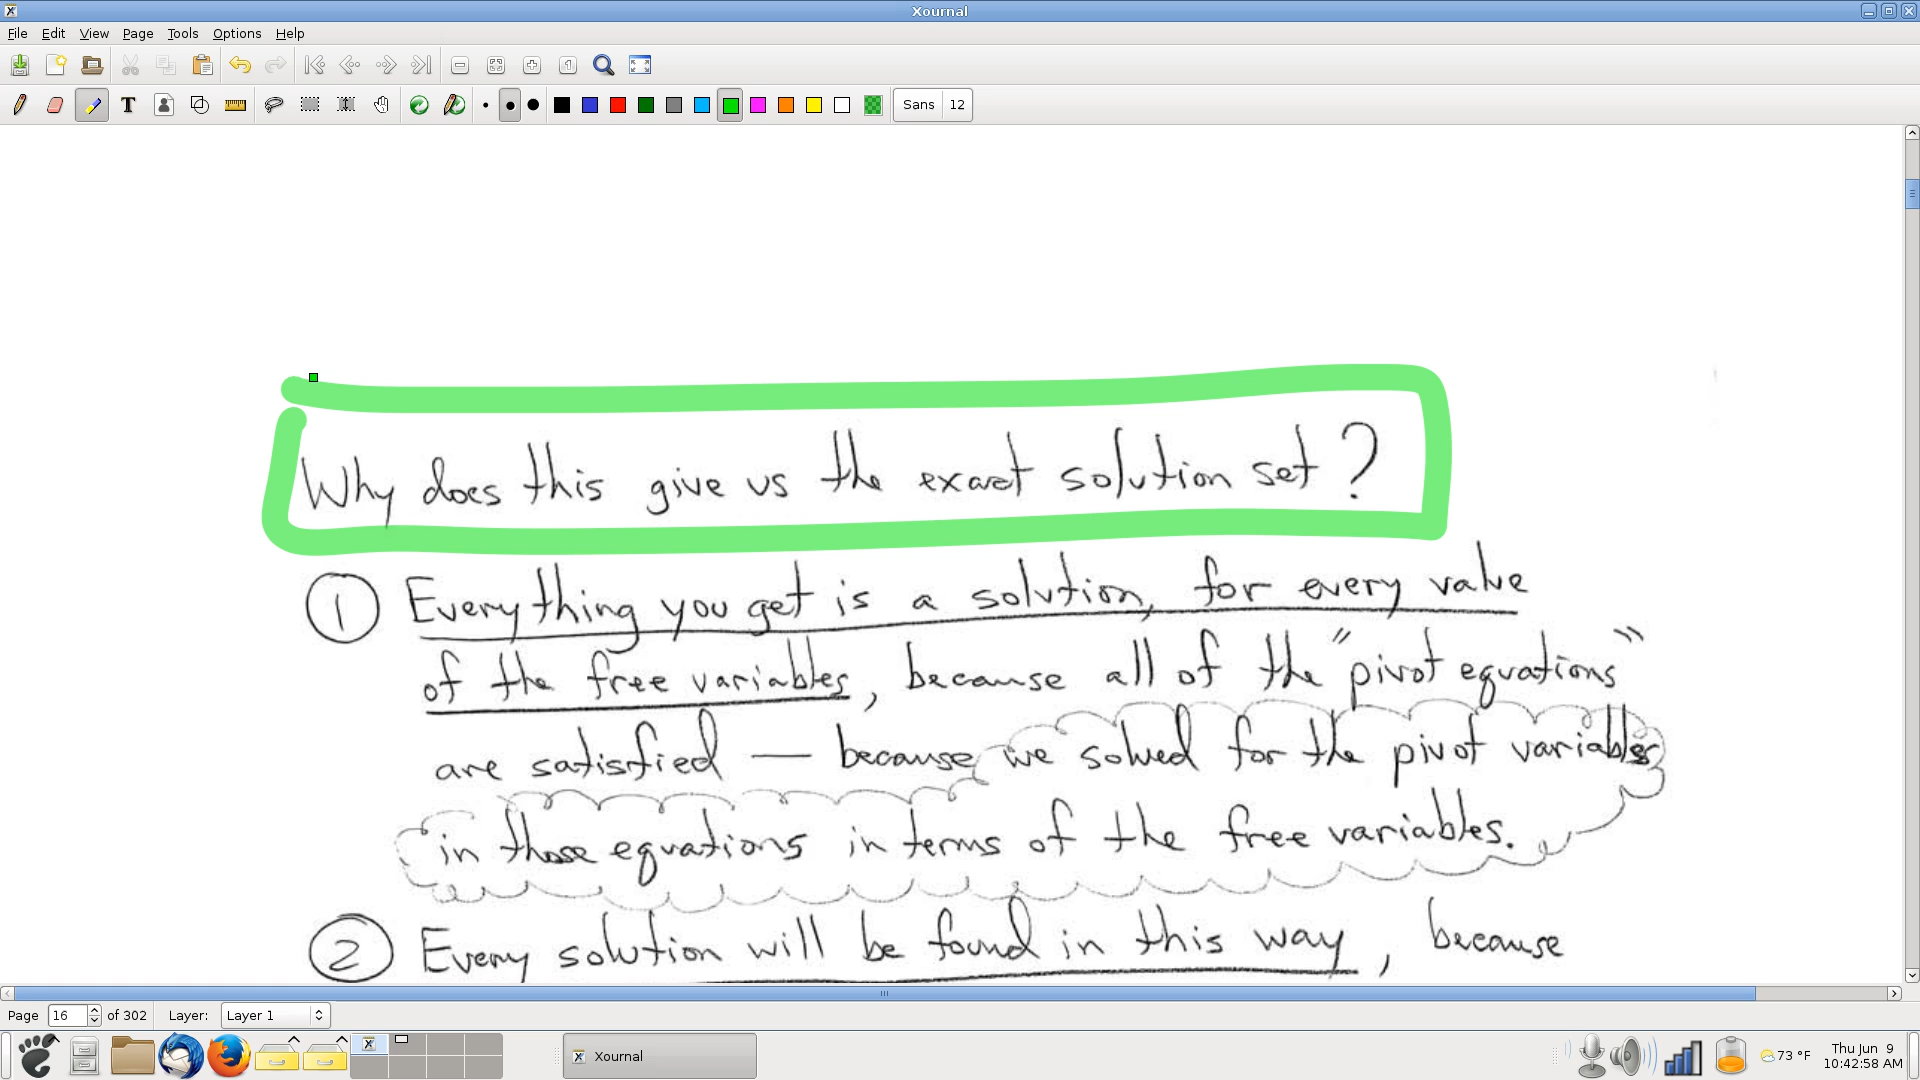 Xournal
File Edit View Page Tools Options Help
Sans 12
Why does this give us the exact solution set?
① Everything you get is a solution, for every value
of the free variables, because all of the "pivot equations"
are satisfied — because we solved for the pivot variables
in those equations in terms of the free variables.
② Every solution will be found in this way, because
Page 16 of 302 Layer: Layer 1
Xournal
73 °F
Thu Jun 9
10:42:58 AM